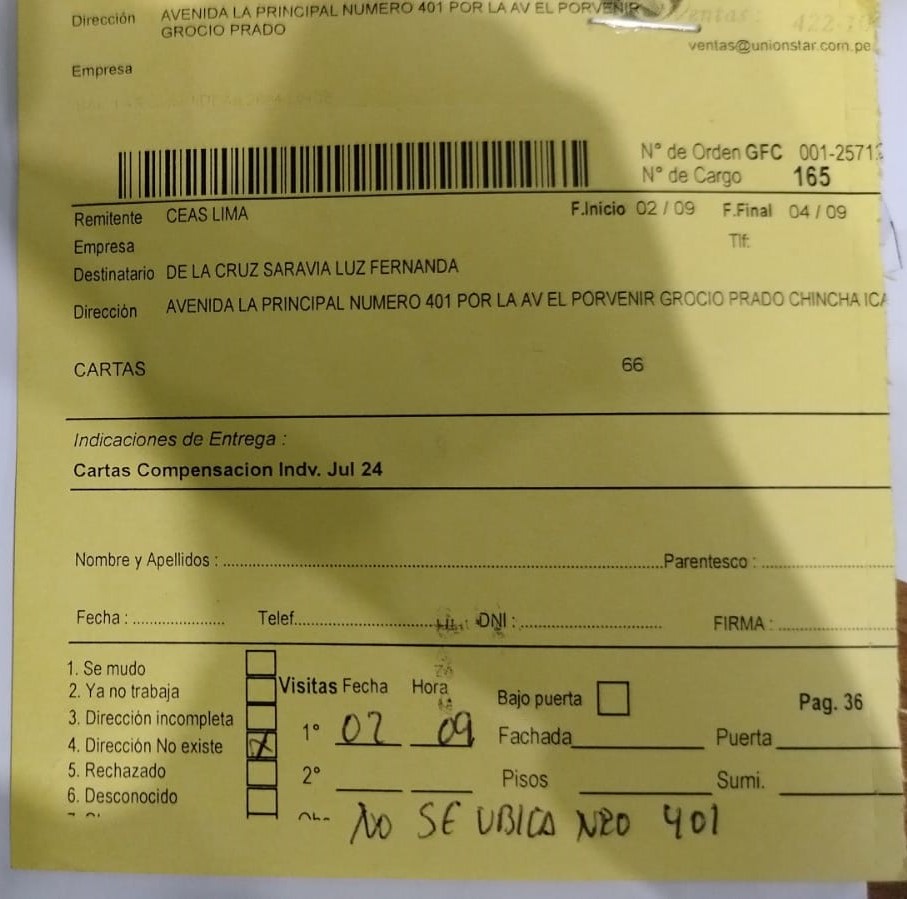 Dirección AVENIDA LA PRINCIPAL NUMERO 401 POR LA AV EL PORVENIR
GROCIO PRADO
Ventas:
ventas@unionstar.com.pe
Empresa
N° de Orden GFC 001-2571
N° de Cargo 165
Remitente CEAS LIMA F.Inicio 02 / 09 F.Final 04 / 09
Empresa Tlf:
Destinatario DE LA CRUZ SARAVIA LUZ FERNANDA
Dirección AVENIDA LA PRINCIPAL NUMERO 401 POR LA AV EL PORVENIR GROCIO PRADO CHINCHA ICA
CARTAS 66
Indicaciones de Entrega :
Cartas Compensacion Indv. Jul 24
Nombre y Apellidos : Parentesco :
Fecha : Telef. DNI : FIRMA :
1. Se mudo
2. Ya no trabaja
3. Dirección incompleta
4. Dirección No existe X
5. Rechazado
6. Desconocido
Visitas Fecha Hora Bajo puerta Pag. 36
1° 02 09 Fachada Puerta
2° Pisos Sumi.
NO SE UBICA NRO 401